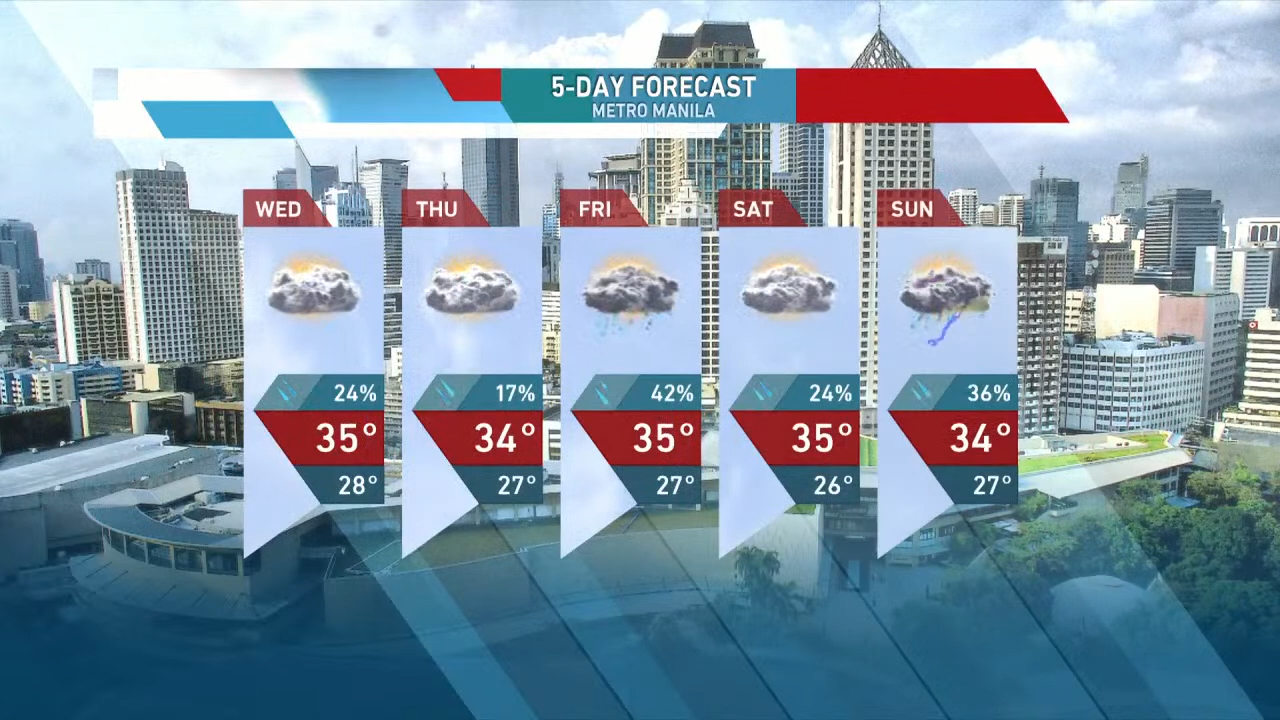 5-DAY FORECAST
METRO MANILA
WED
THU
FRI
SAT
SUN
24%
17%
42%
24%
36%
35°
34°
35°
35°
34°
28°
27°
27°
26°
27°